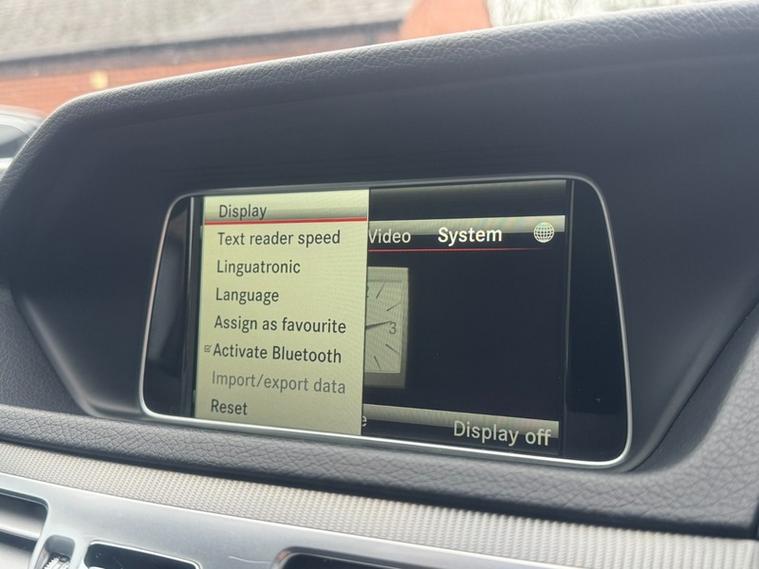 Display
Text reader speed
Linguatronic
Language
Assign as favourite
Activate Bluetooth
Import/export data
Reset
Video
System
3
Display off